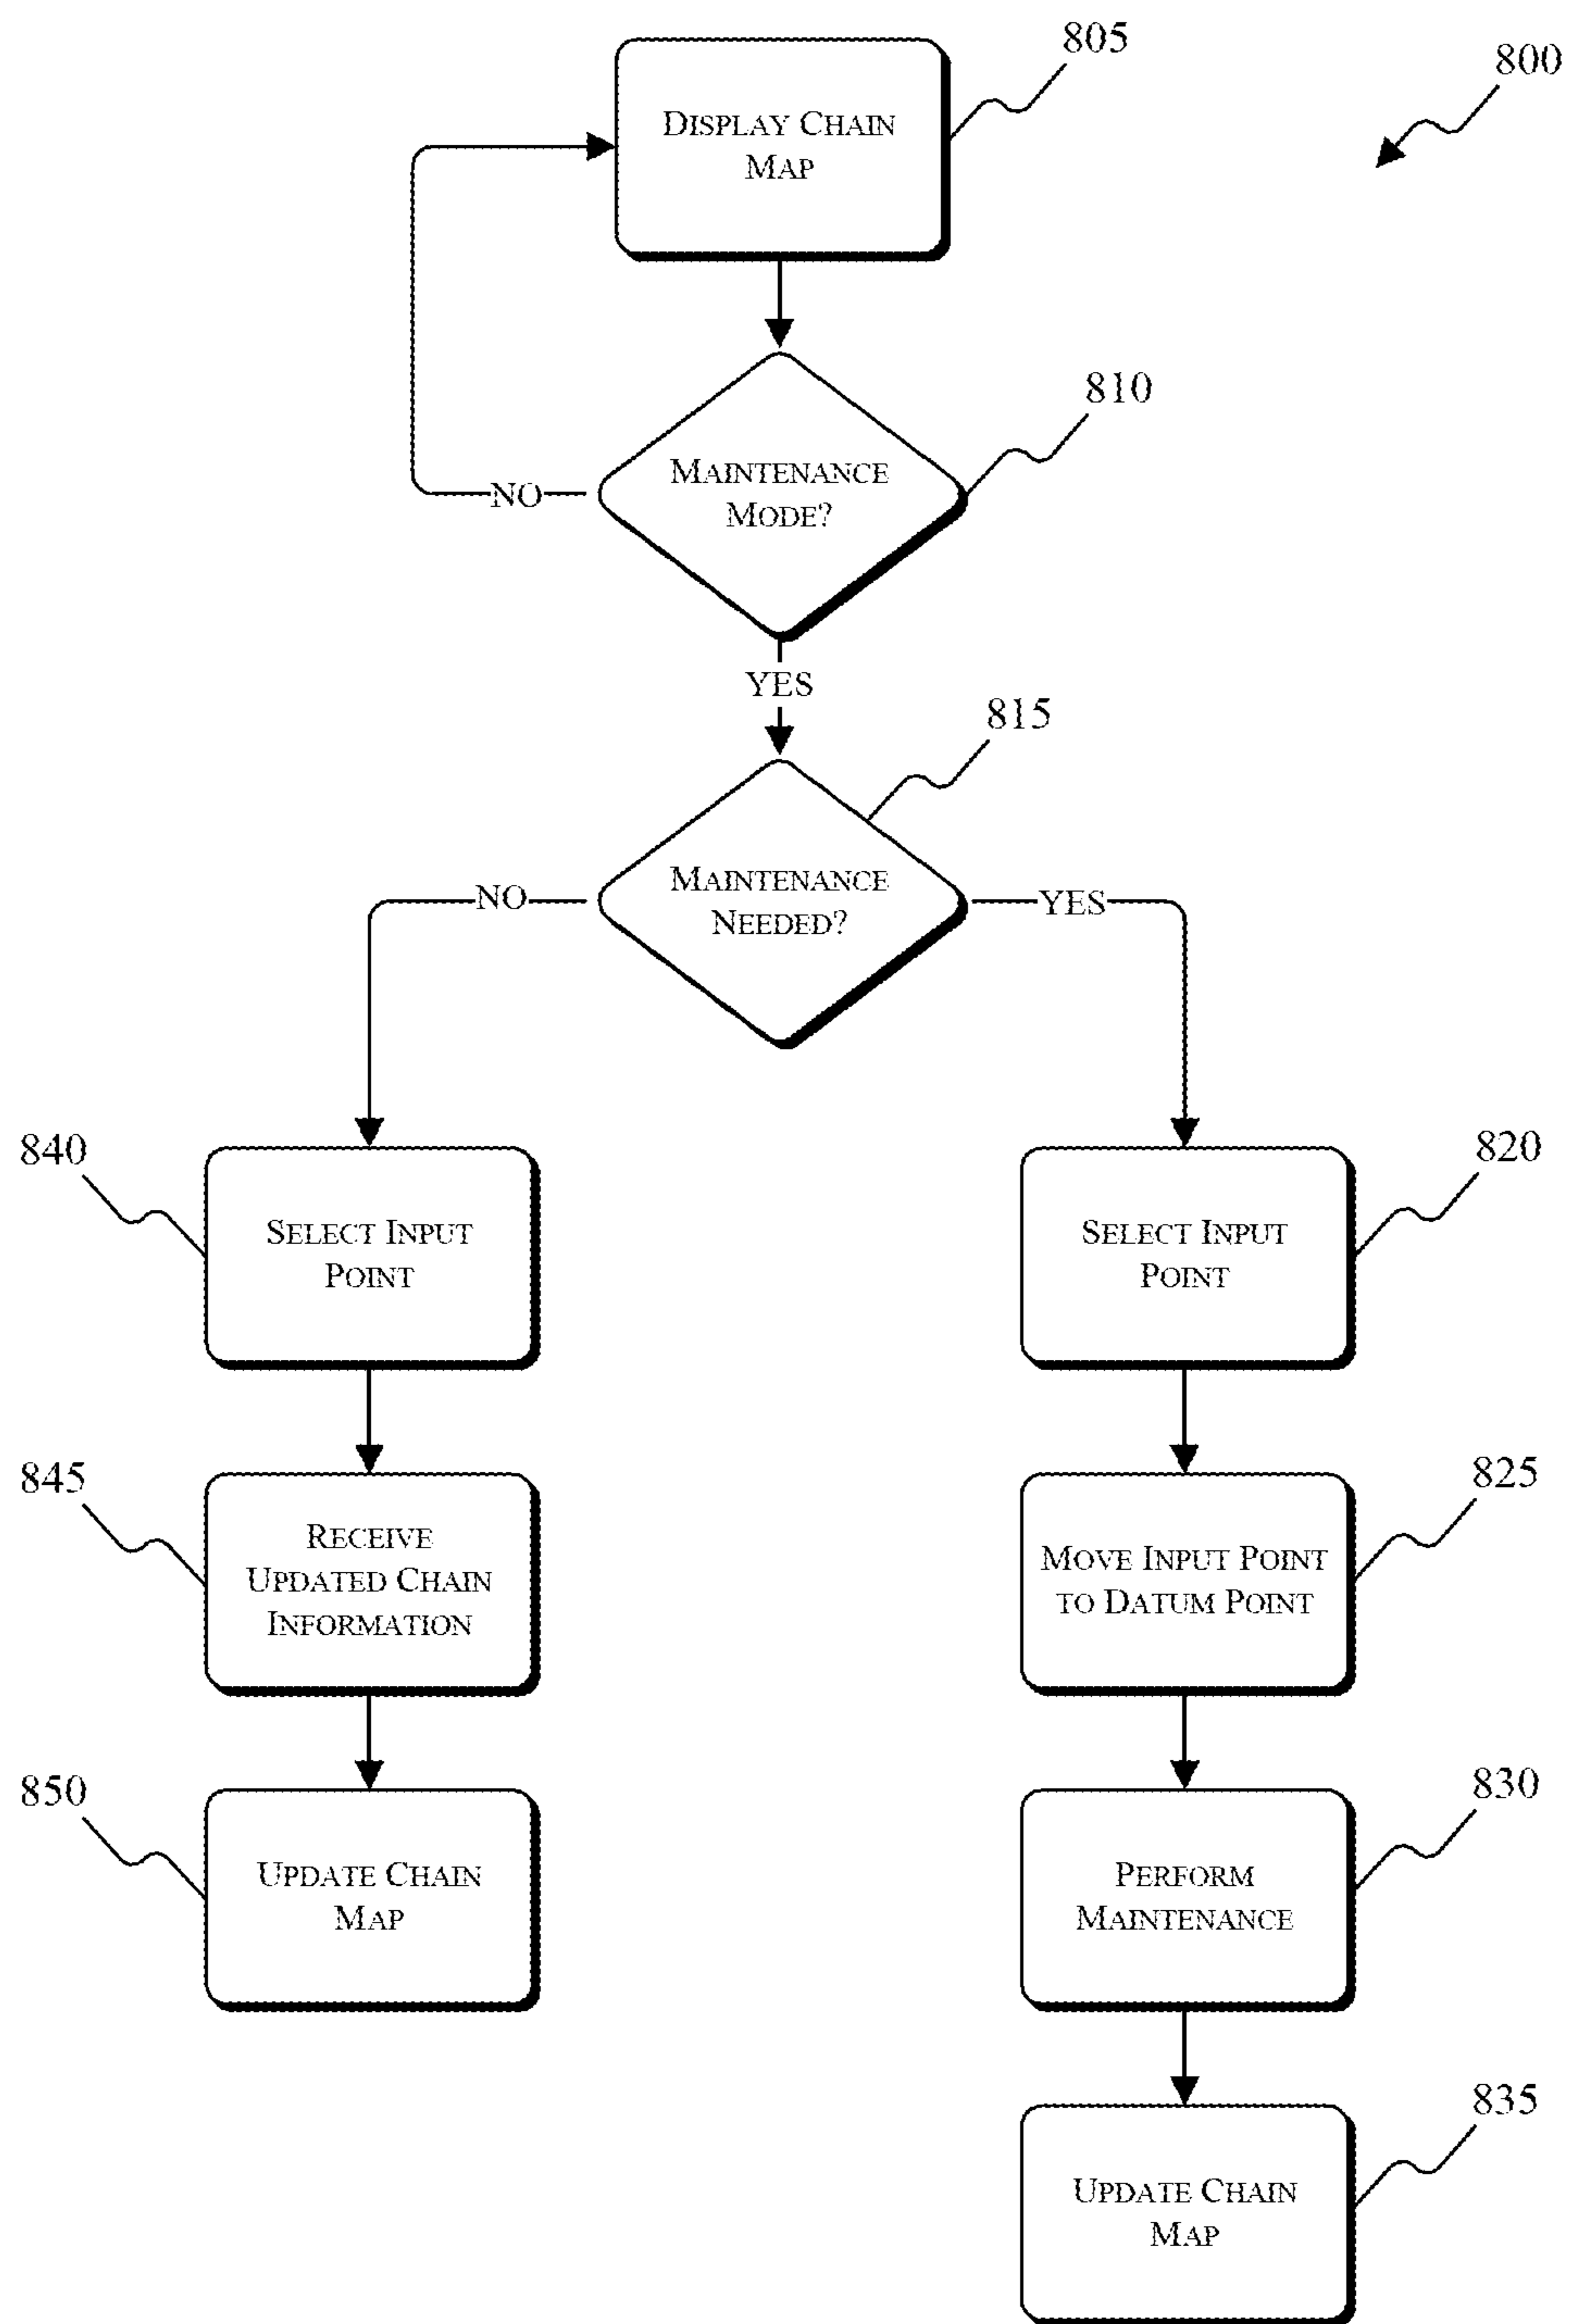 805
800
DISPLAY CHAIN
MAP
810
MAINTENANCE
MODE?
NO
YES
815
MAINTENANCE
NEEDED?
NO
YES
840
SELECT INPUT
POINT
820
SELECT INPUT
POINT
845
RECEIVE
UPDATED CHAIN
INFORMATION
825
MOVE INPUT POINT
TO DATUM POINT
850
UPDATE CHAIN
MAP
830
PERFORM
MAINTENANCE
835
UPDATE CHAIN
MAP